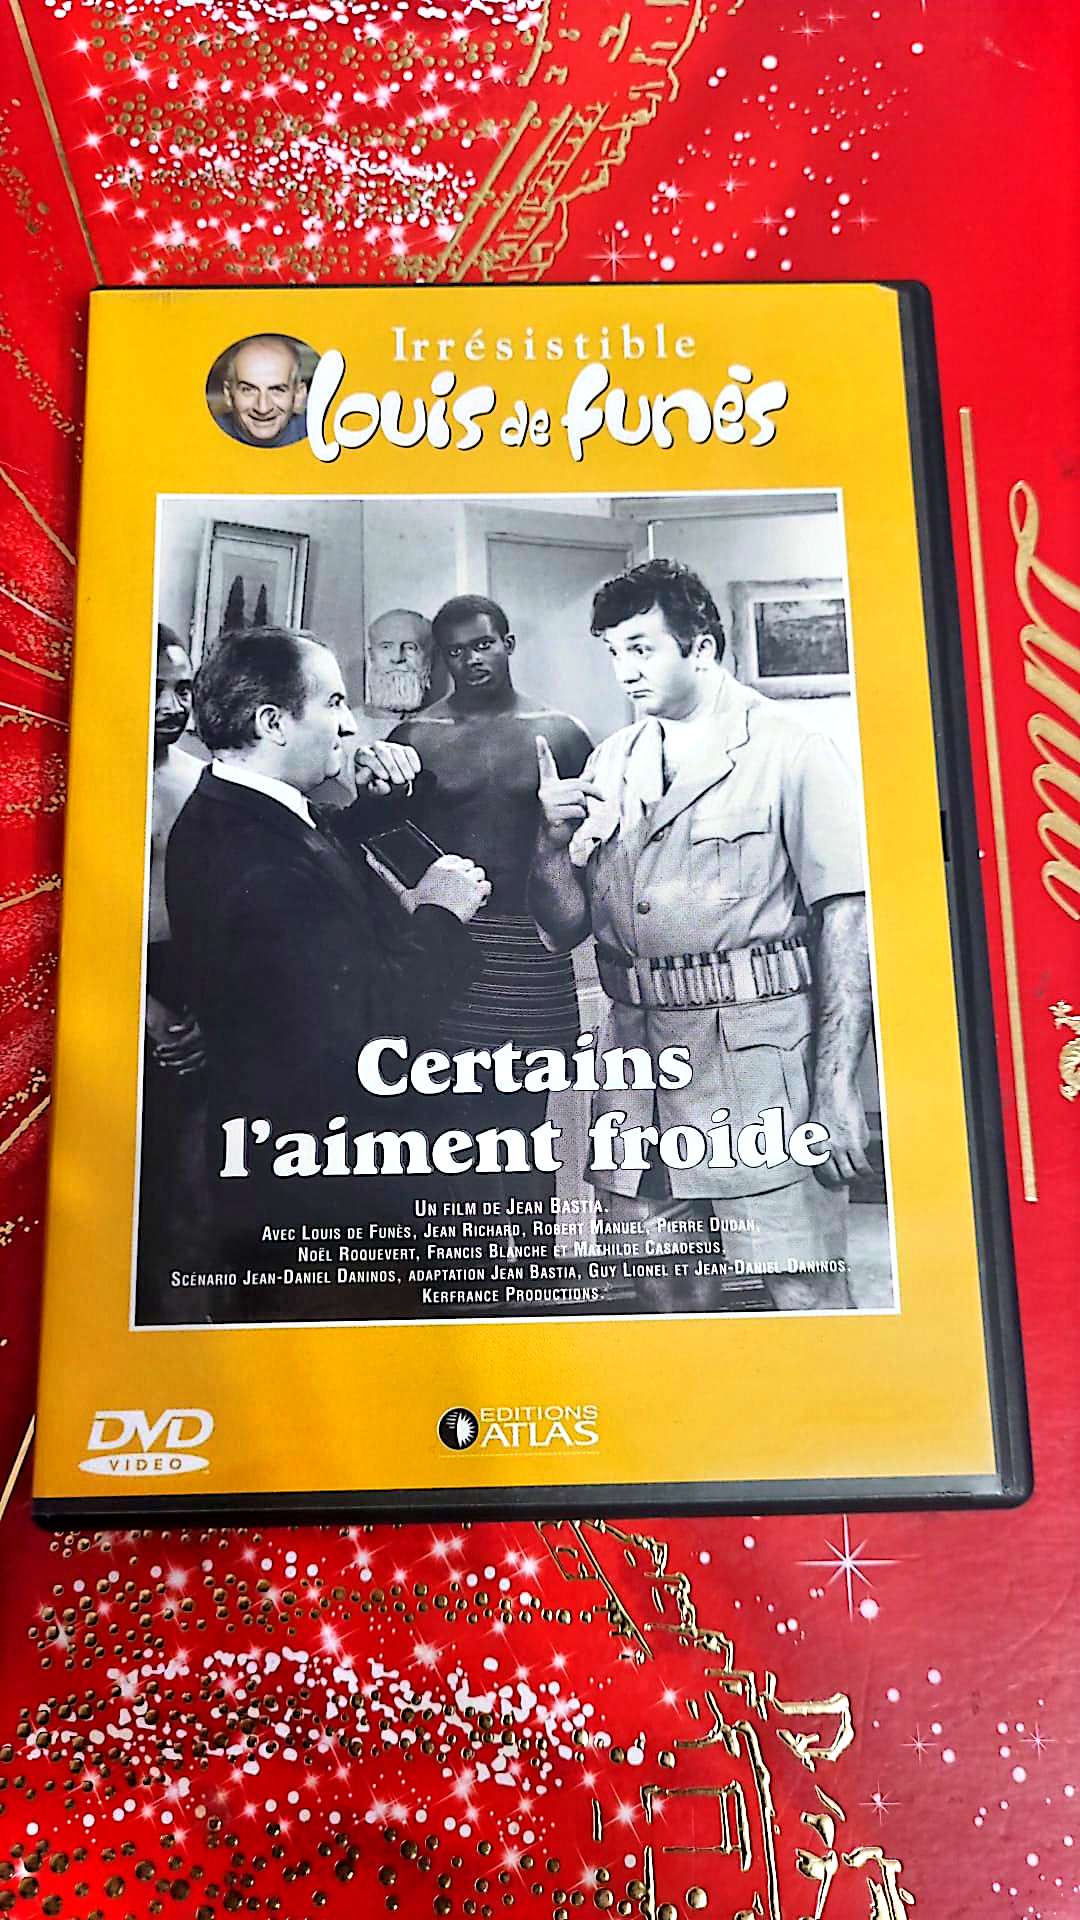 Irrésistible
Louis de Funès
Certains
l'aiment froide
Un film de Jean Bastia.
Avec Louis de Funès, Jean Richard, Robert Manuel, Pierre Dudan,
Noël Roquevert, Francis Blanche et Mathilde Casadesus.
Scénario Jean-Daniel Daninos, adaptation Jean Bastia, Guy Lionel et Jean-Daniel Daninos.
Kerfrance Productions.
DVD
VIDEO
EDITIONS
ATLAS